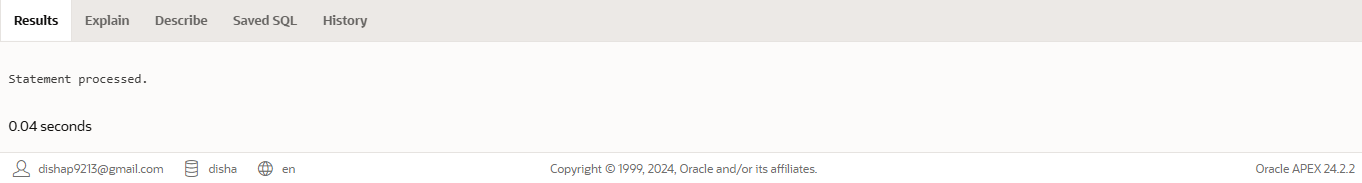 Results Explain Describe Saved SQL History
Statement processed.
0.04 seconds
dishap9213@gmail.com disha en Copyright © 1999, 2024, Oracle and/or its affiliates. Oracle APEX 24.2.2